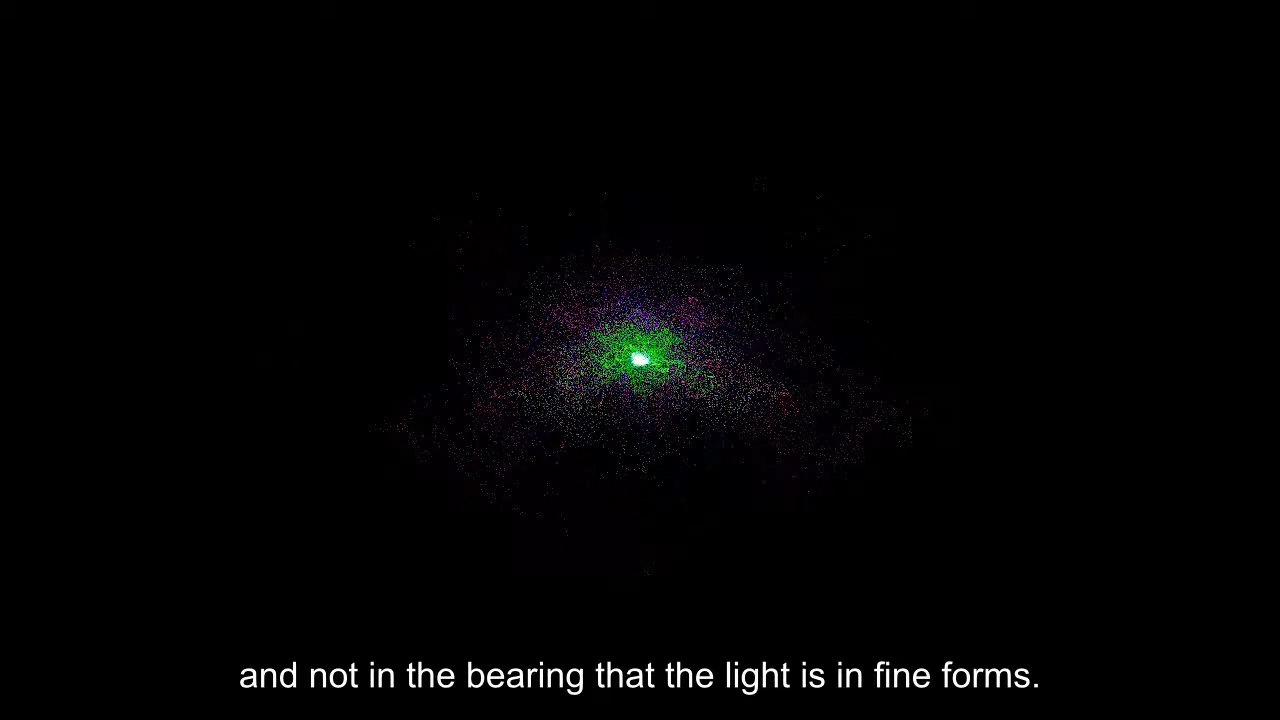 and not in the bearing that the light is in fine forms.